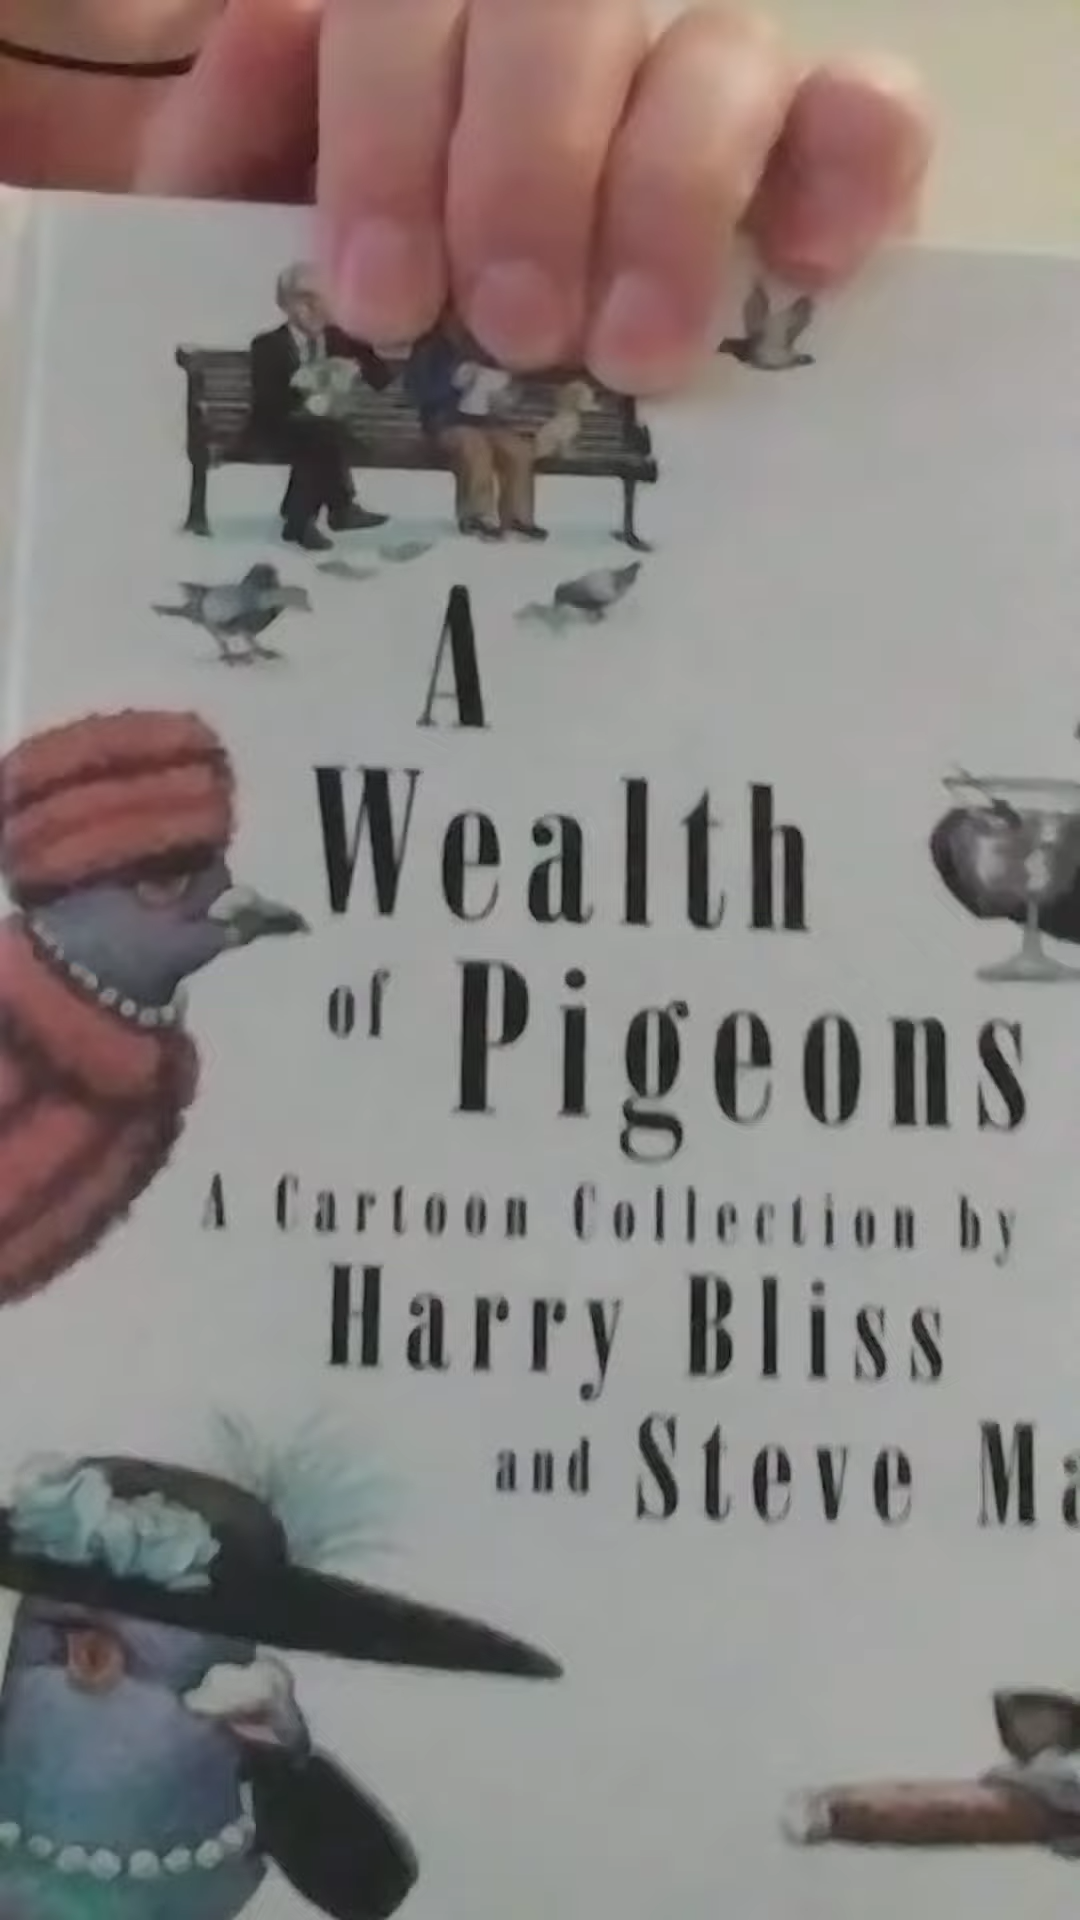 A
Wealth
of Pigeons
A Cartoon Collection by
Harry Bliss
and Steve Ma